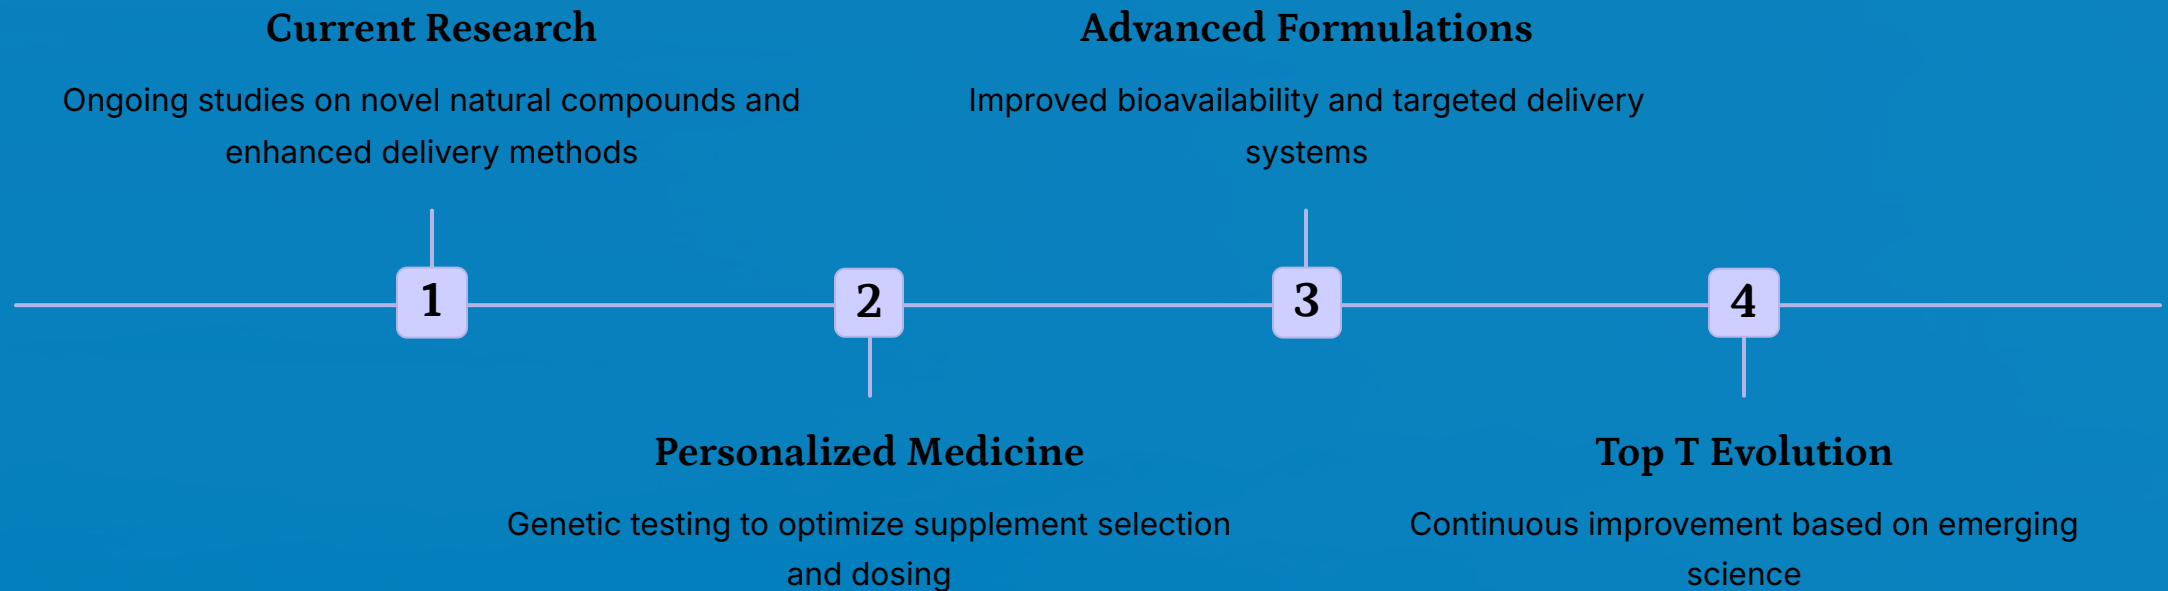 Current Research
Ongoing studies on novel natural compounds and
enhanced delivery methods
Advanced Formulations
Improved bioavailability and targeted delivery
systems
1
2
3
4
Personalized Medicine
Genetic testing to optimize supplement selection
and dosing
Top T Evolution
Continuous improvement based on emerging
science